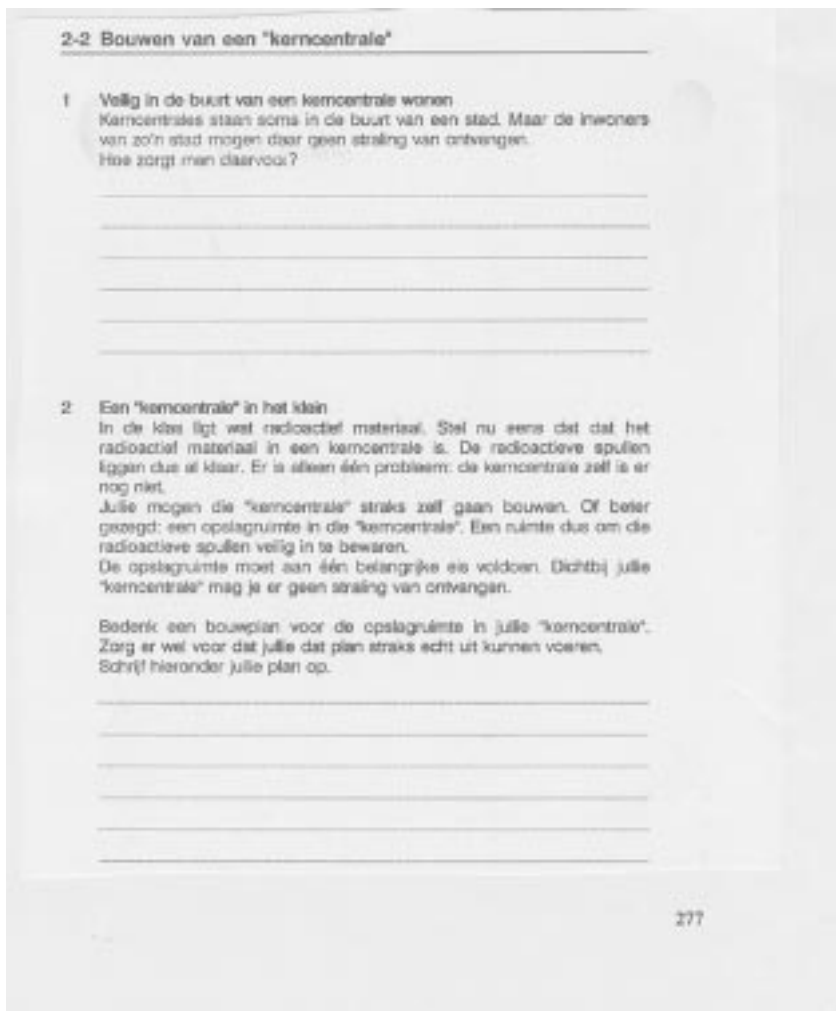 2-2 Bouwen van een "kerncentrale"
1 Veilig in de buurt van een kerncentrale wonen
Kerncentrales staan soms in de buurt van een stad. Maar de inwoners
van zo'n stad mogen daar geen straling van ontvangen.
Hoe zorgt men daarvoor?
2 Een "kerncentrale" in het klein
In de klas ligt wat radioactief materiaal. Stel nu eens dat dat het
radioactief materiaal in een kerncentrale is. De radioactieve spullen
liggen dus al klaar. Er is alleen één probleem: de kerncentrale zelf is er
nog niet.
Jullie mogen die "kerncentrale" straks zelf gaan bouwen. Of beter
gezegd: een opslagruimte in die "kerncentrale". Een ruimte dus om die
radioactieve spullen veilig in te bewaren.
De opslagruimte moet aan één belangrijke eis voldoen. Dichtbij jullie
"kerncentrale" mag je er geen straling van ontvangen.
Bedenk een bouwplan voor de opslagruimte in jullie "kerncentrale".
Zorg er wel voor dat jullie dat plan straks echt uit kunnen voeren.
Schrijf hieronder jullie plan op.
277